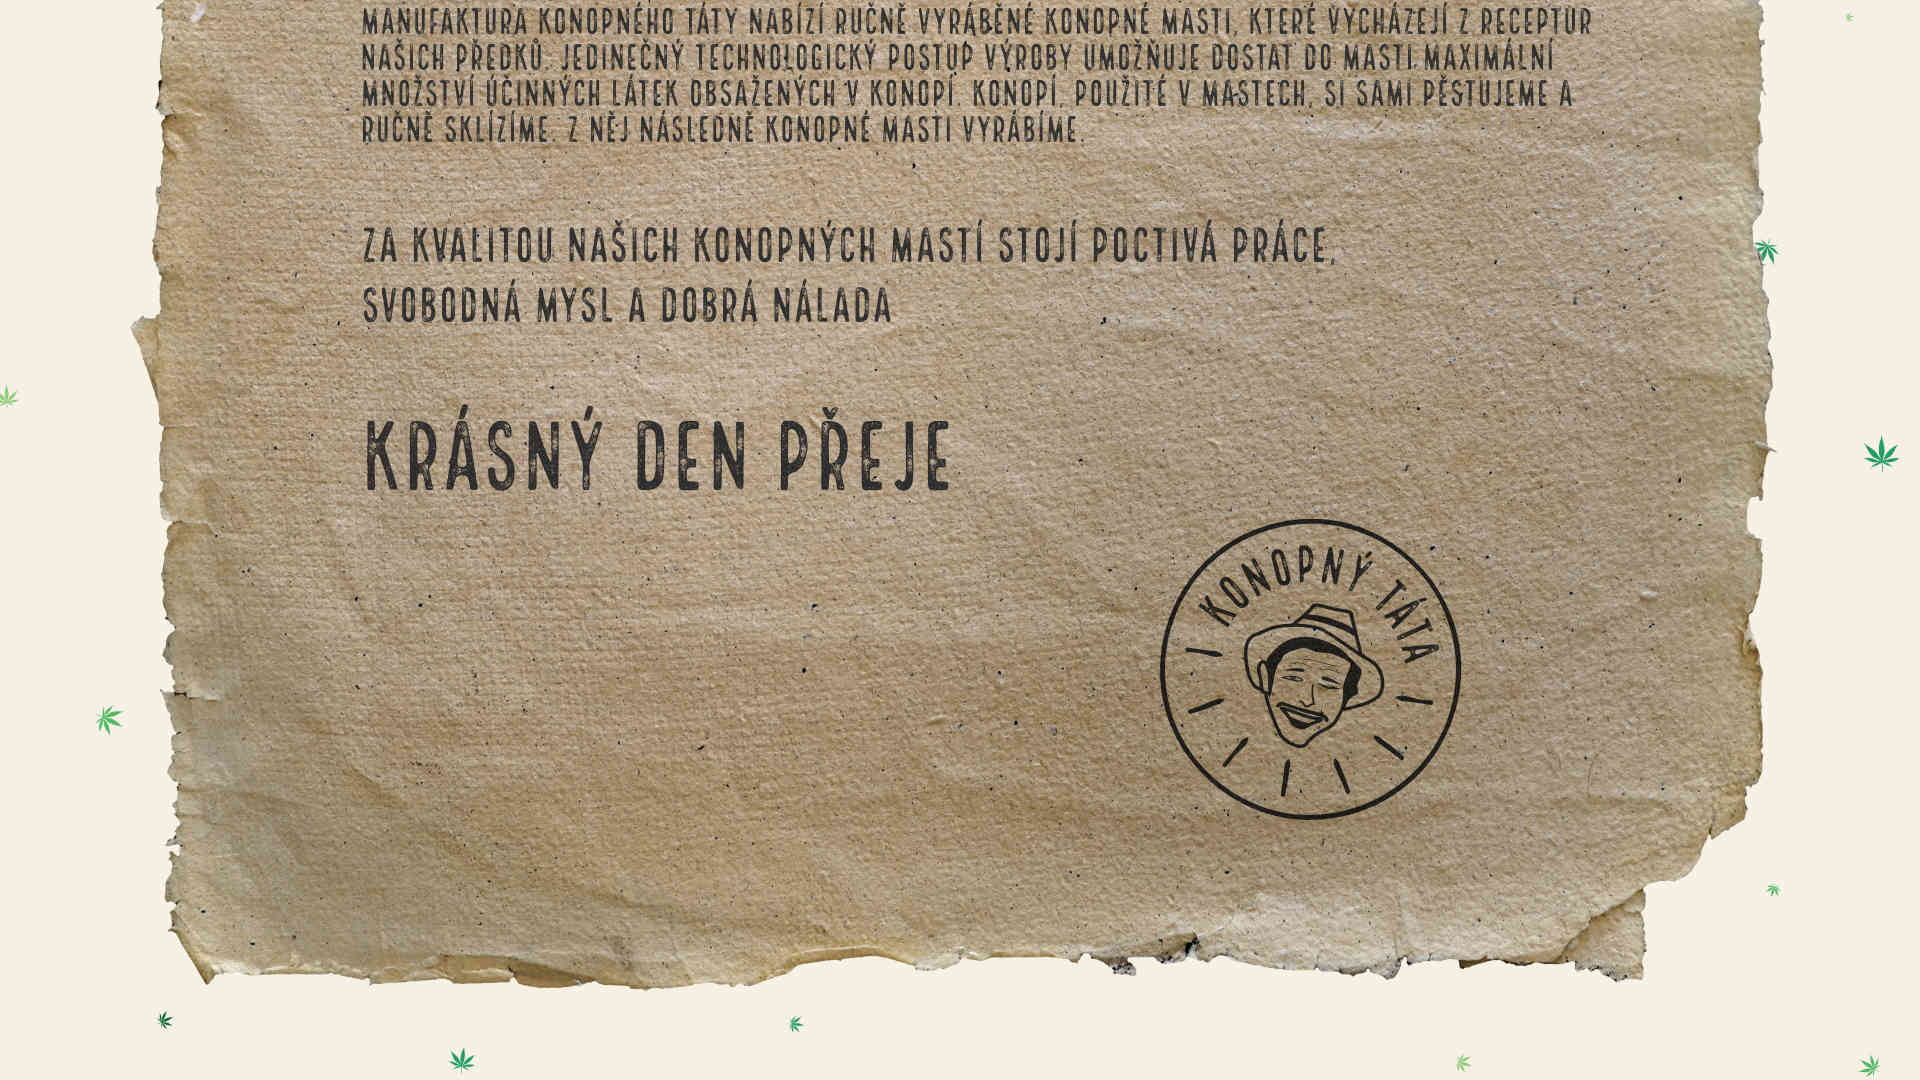 MANUFAKTURA KONOPNÉHO TÁTY NABÍZÍ RUČNĚ VYRÁBĚNÉ KONOPNÉ MASTI, KTERÉ VYCHÁZEJÍ Z RECEPTUR
NAŠICH PŘEDKŮ. JEDINEČNÝ TECHNOLOGICKÝ POSTUP VÝROBY UMOŽŇUJE DOSTAT DO MASTI MAXIMÁLNÍ
MNOŽSTVÍ ÚČINNÝCH LÁTEK OBSAŽENÝCH V KONOPÍ. KONOPÍ, POUŽITÉ V MASTECH, SI SAMI PĚSTUJEME A
RUČNĚ SKLÍZÍME. Z NĚJ NÁSLEDNĚ KONOPNÉ MASTI VYRÁBÍME.
ZA KVALITOU NAŠICH KONOPNÝCH MASTÍ STOJÍ POCTIVÁ PRÁCE,
SVOBODNÁ MYSL A DOBRÁ NÁLADA
KRÁSNÝ DEN PŘEJE
KONOPNÝ TÁTA